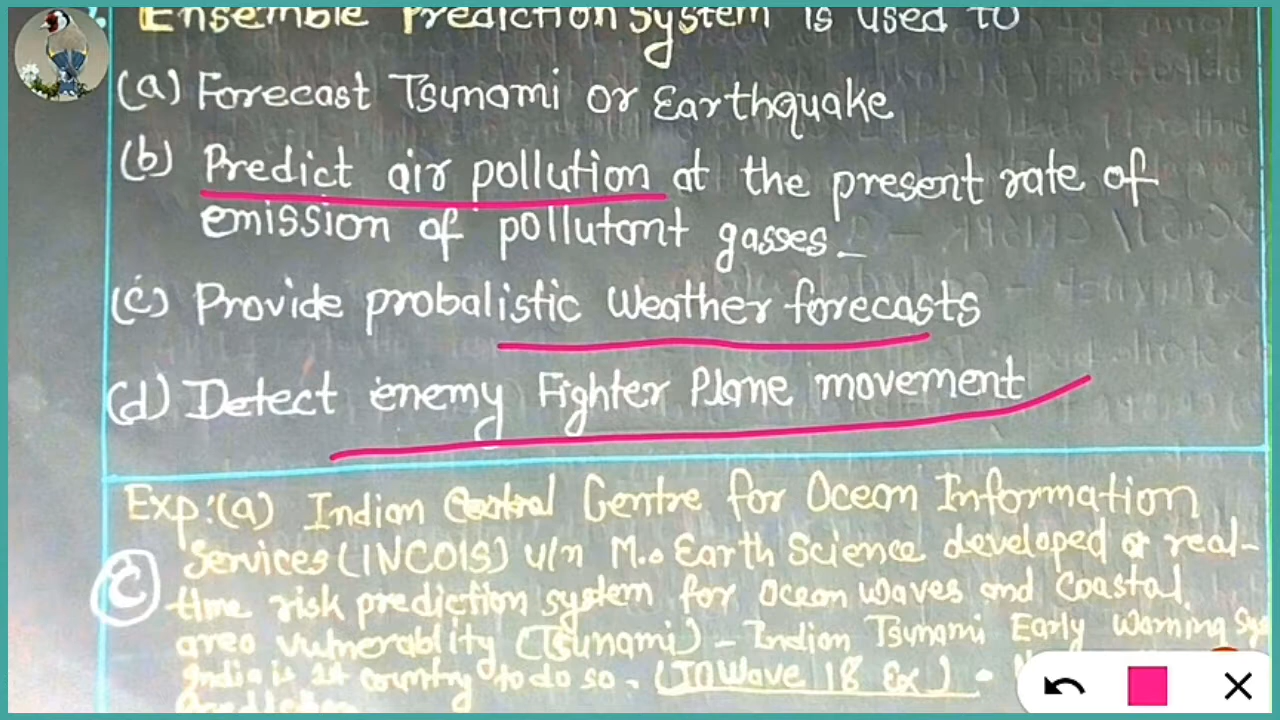 Ensemble Prediction System is used to
(a) Forecast Tsunami or Earthquake
(b) Predict air pollution at the present rate of
emission of pollutant gasses
(c) Provide probalistic Weather forecasts
(d) Detect enemy Fighter Plane movement
Exp:(a) Indian Centre for Ocean Information
Services (INCOIS) u/n M.o Earth Science developed a real-
time risk prediction system for Ocean waves and Coastal
C
area vulnerablity (Tsunami) - Indian Tsunami Early Warning Sys
India is 1st country to do so. (IOWave 18 Ex)